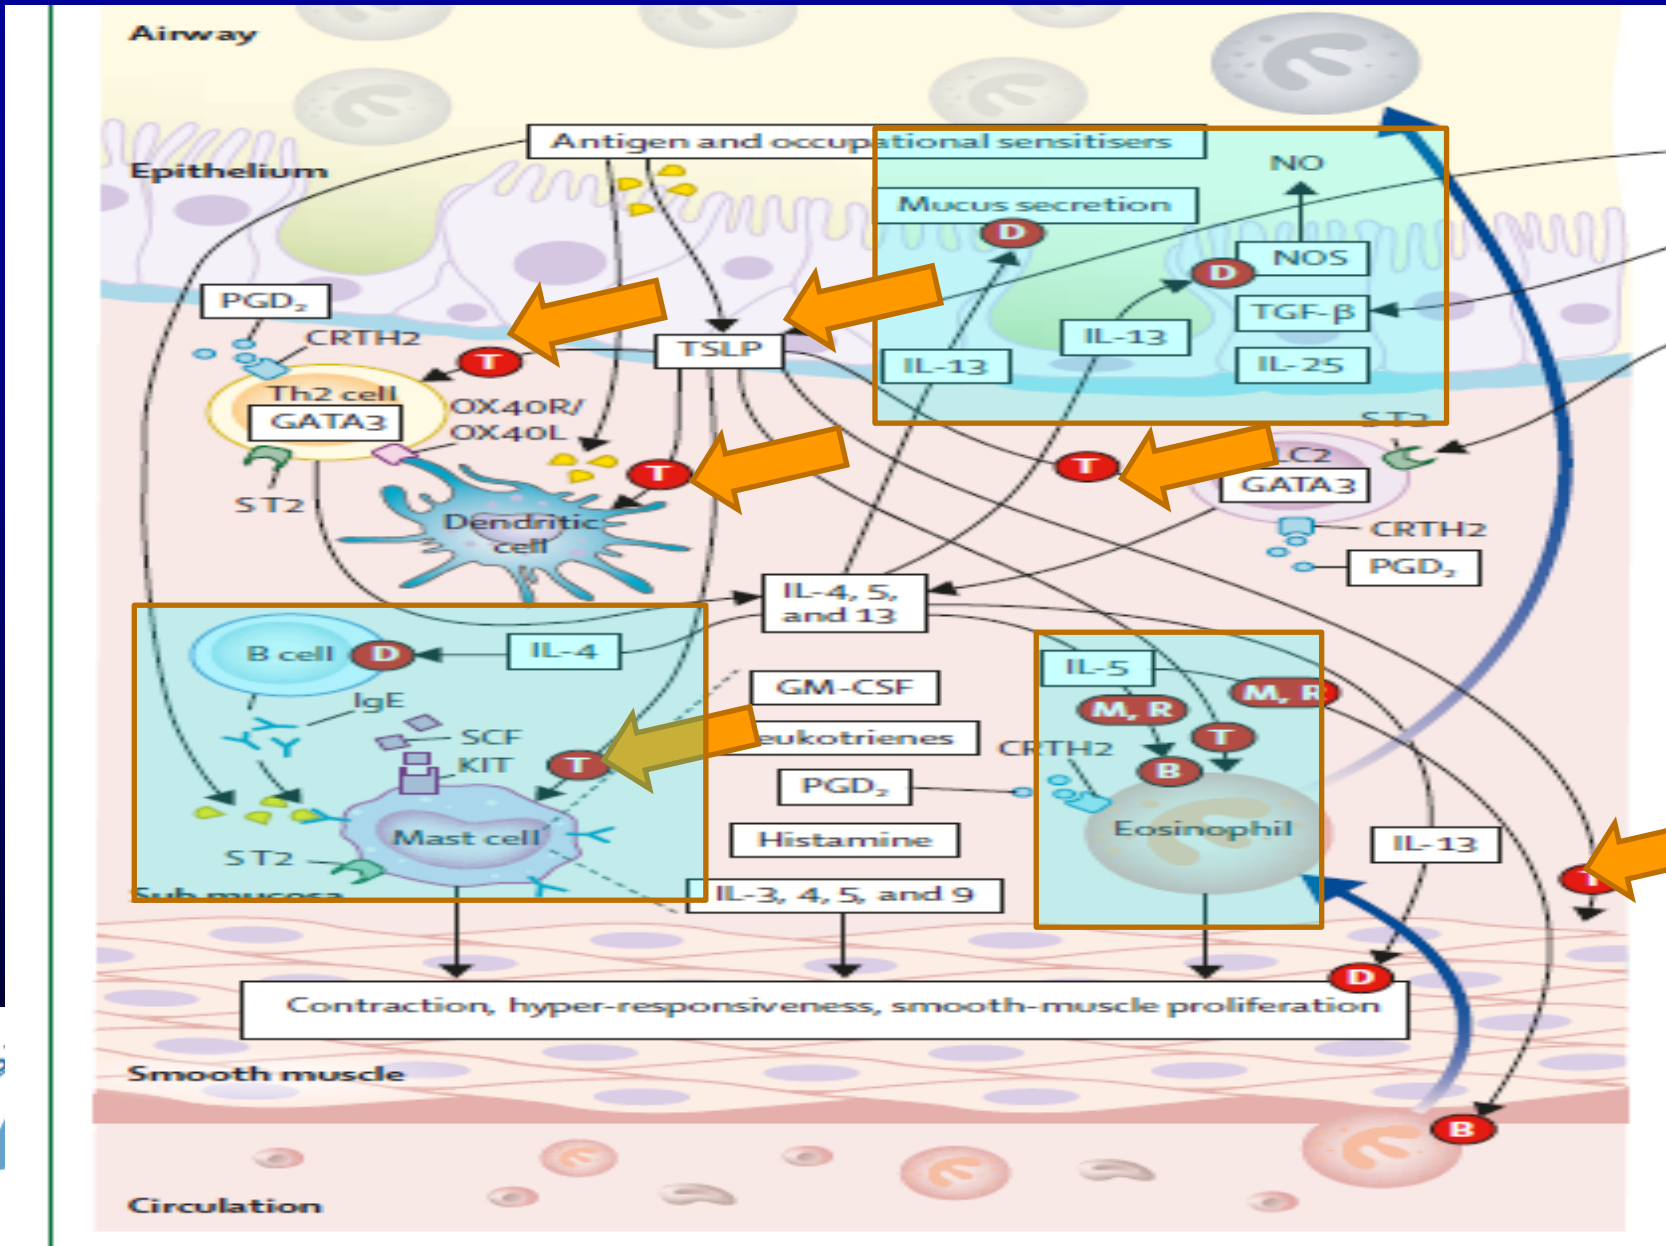 Airway
Antigen and occupational sensitisers
Epithelium
NO
Mucus secretion
D
NOS
D
PGD₂
TGF-β
CRTH2
IL-13
T
TSLP
IL-13
IL-25
Th2 cell
GATA3
OX40R/
OX40L
ST2
T
T
GATA3
ST2
Dendritic
cell
CRTH2
PGD₂
IL-4, 5,
and 13
B cell
D
IL-4
IL-5
GM-CSF
M, R
M, R
IgE
SCF
KIT
T
eukotrienes
CRTH2
T
B
PGD₂
Mast cell
Histamine
Eosinophil
IL-13
ST2
T
Sub mucosa
IL-3, 4, 5, and 9
D
Contraction, hyper-responsiveness, smooth-muscle proliferation
Smooth muscle
B
Circulation